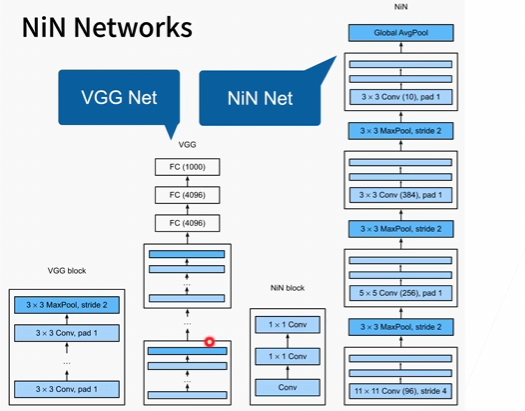 NiN Networks
VGG Net
NiN Net
VGG
FC (1000)
FC (4096)
FC (4096)
...
...
...
VGG block
3 × 3 MaxPool, stride 2
3 × 3 Conv, pad 1
...
3 × 3 Conv, pad 1
NiN block
1 × 1 Conv
1 × 1 Conv
Conv
NiN
Global AvgPool
3 × 3 Conv (10), pad 1
3 × 3 MaxPool, stride 2
3 × 3 Conv (384), pad 1
3 × 3 MaxPool, stride 2
5 × 5 Conv (256), pad 1
3 × 3 MaxPool, stride 2
11 × 11 Conv (96), stride 4